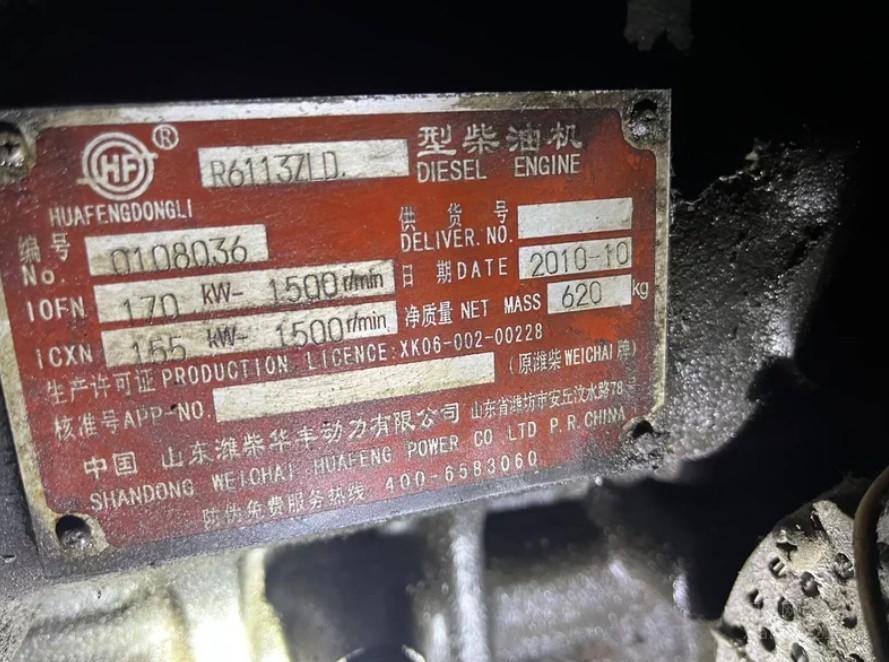 HF ®
HUAFENGDONGLI
R6113ZLD. 型柴油机
DIESEL ENGINE
编号 No. 0108036
供货号 DELIVER.NO.
IOFN 170 kW- 1500r/min
日期DATE 2010-10
ICXN 155 kW- 1500r/min
净质量 NET MASS 620 kg
生产许可证 PRODUCTION LICENCE:XK06-002-00228
核准号APP-NO. (原潍柴WEICHAI牌)
中国 山东潍柴华丰动力有限公司 山东省潍坊市安丘汶水路78号
SHANDONG WEICHAI HUAFENG POWER CO LTD P.R.CHINA
防伪免费服务热线 400-6583060